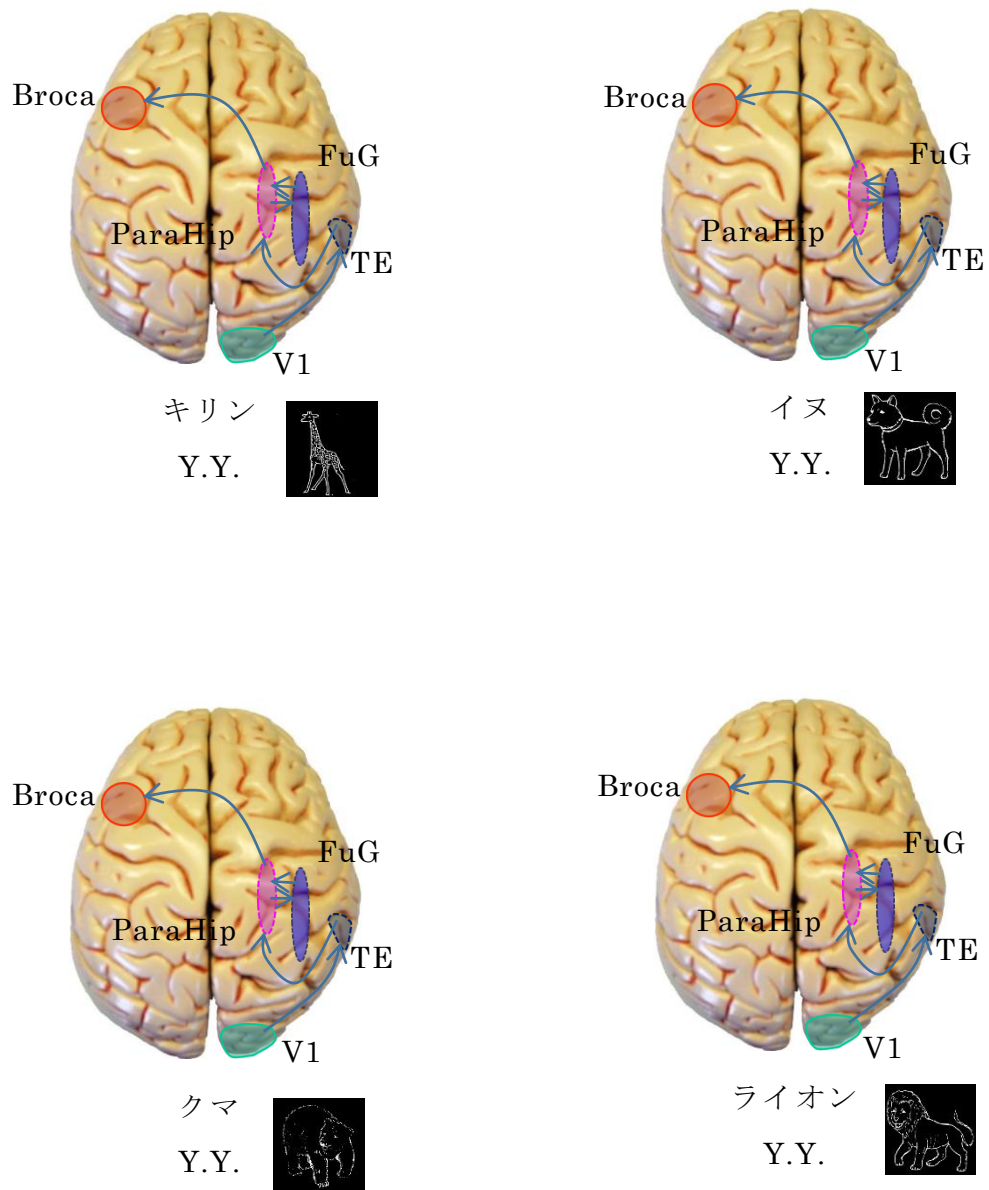 Broca
FuG
ParaHip
TE
V1
キリン
Y.Y.
Broca
FuG
ParaHip
TE
V1
イヌ
Y.Y.
Broca
FuG
ParaHip
TE
V1
クマ
Y.Y.
Broca
FuG
ParaHip
TE
V1
ライオン
Y.Y.